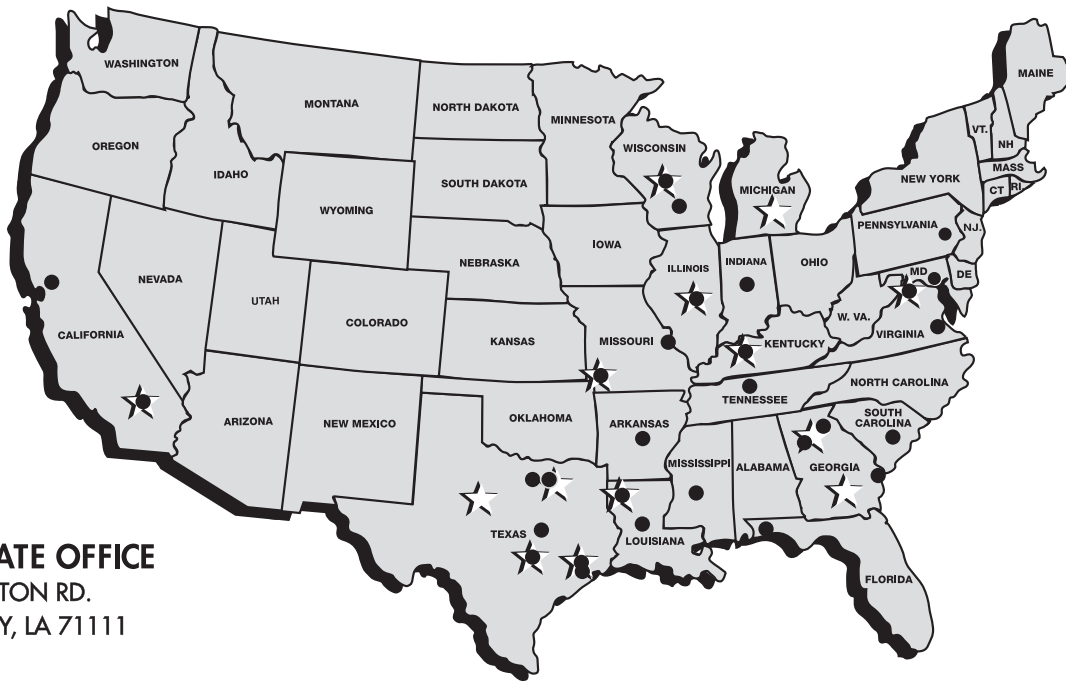 WASHINGTON
MONTANA
NORTH DAKOTA
MINNESOTA
MAINE
OREGON
IDAHO
SOUTH DAKOTA
WISCONSIN
MICHIGAN
NEW YORK
VT.
NH
MASS
CT
RI.
WYOMING
NEBRASKA
IOWA
ILLINOIS
INDIANA
OHIO
PENNSYLVANIA
NJ.
MD
DE
NEVADA
UTAH
COLORADO
KANSAS
MISSOURI
KENTUCKY
W. VA.
VIRGINIA
CALIFORNIA
ARIZONA
NEW MEXICO
OKLAHOMA
ARKANSAS
TENNESSEE
NORTH CAROLINA
SOUTH
CAROLINA
MISSISSIPPI
ALABAMA
GEORGIA
TEXAS
LOUISIANA
FLORIDA
ATE OFFICE
TON RD.
Y, LA 71111